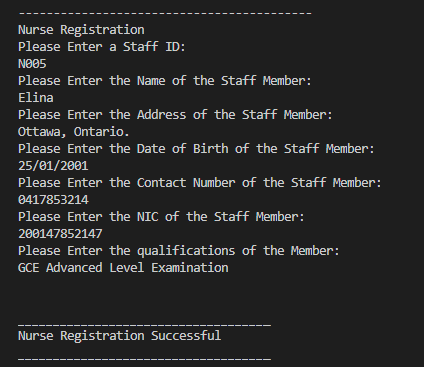 ------------------------------------------
Nurse Registration
Please Enter a Staff ID:
N005
Please Enter the Name of the Staff Member:
Elina
Please Enter the Address of the Staff Member:
Ottawa, Ontario.
Please Enter the Date of Birth of the Staff Member:
25/01/2001
Please Enter the Contact Number of the Staff Member:
0417853214
Please Enter the NIC of the Staff Member:
200147852147
Please Enter the qualifications of the Member:
GCE Advanced Level Examination
____________________________________
Nurse Registration Successful
____________________________________